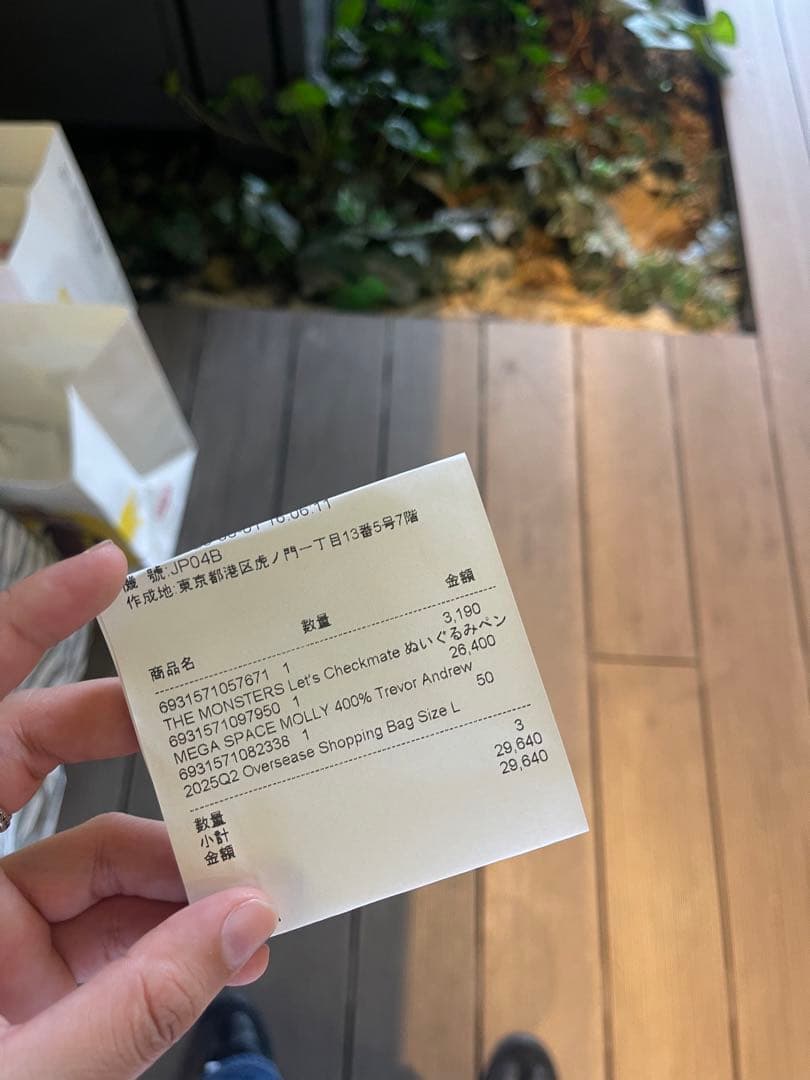 16:06:11
機 號:JP04B
作成地:東京都港区虎ノ門一丁目13番5号7階
商品名 数量 金額
6931571057671 1 3,190
THE MONSTERS Let's Checkmate ぬいぐるみペン
6931571097950 1 26,400
MEGA SPACE MOLLY 400% Trevor Andrew
6931571082338 1 50
2025Q2 Oversease Shopping Bag Size L
数量 3
小計 29,640
金額 29,640